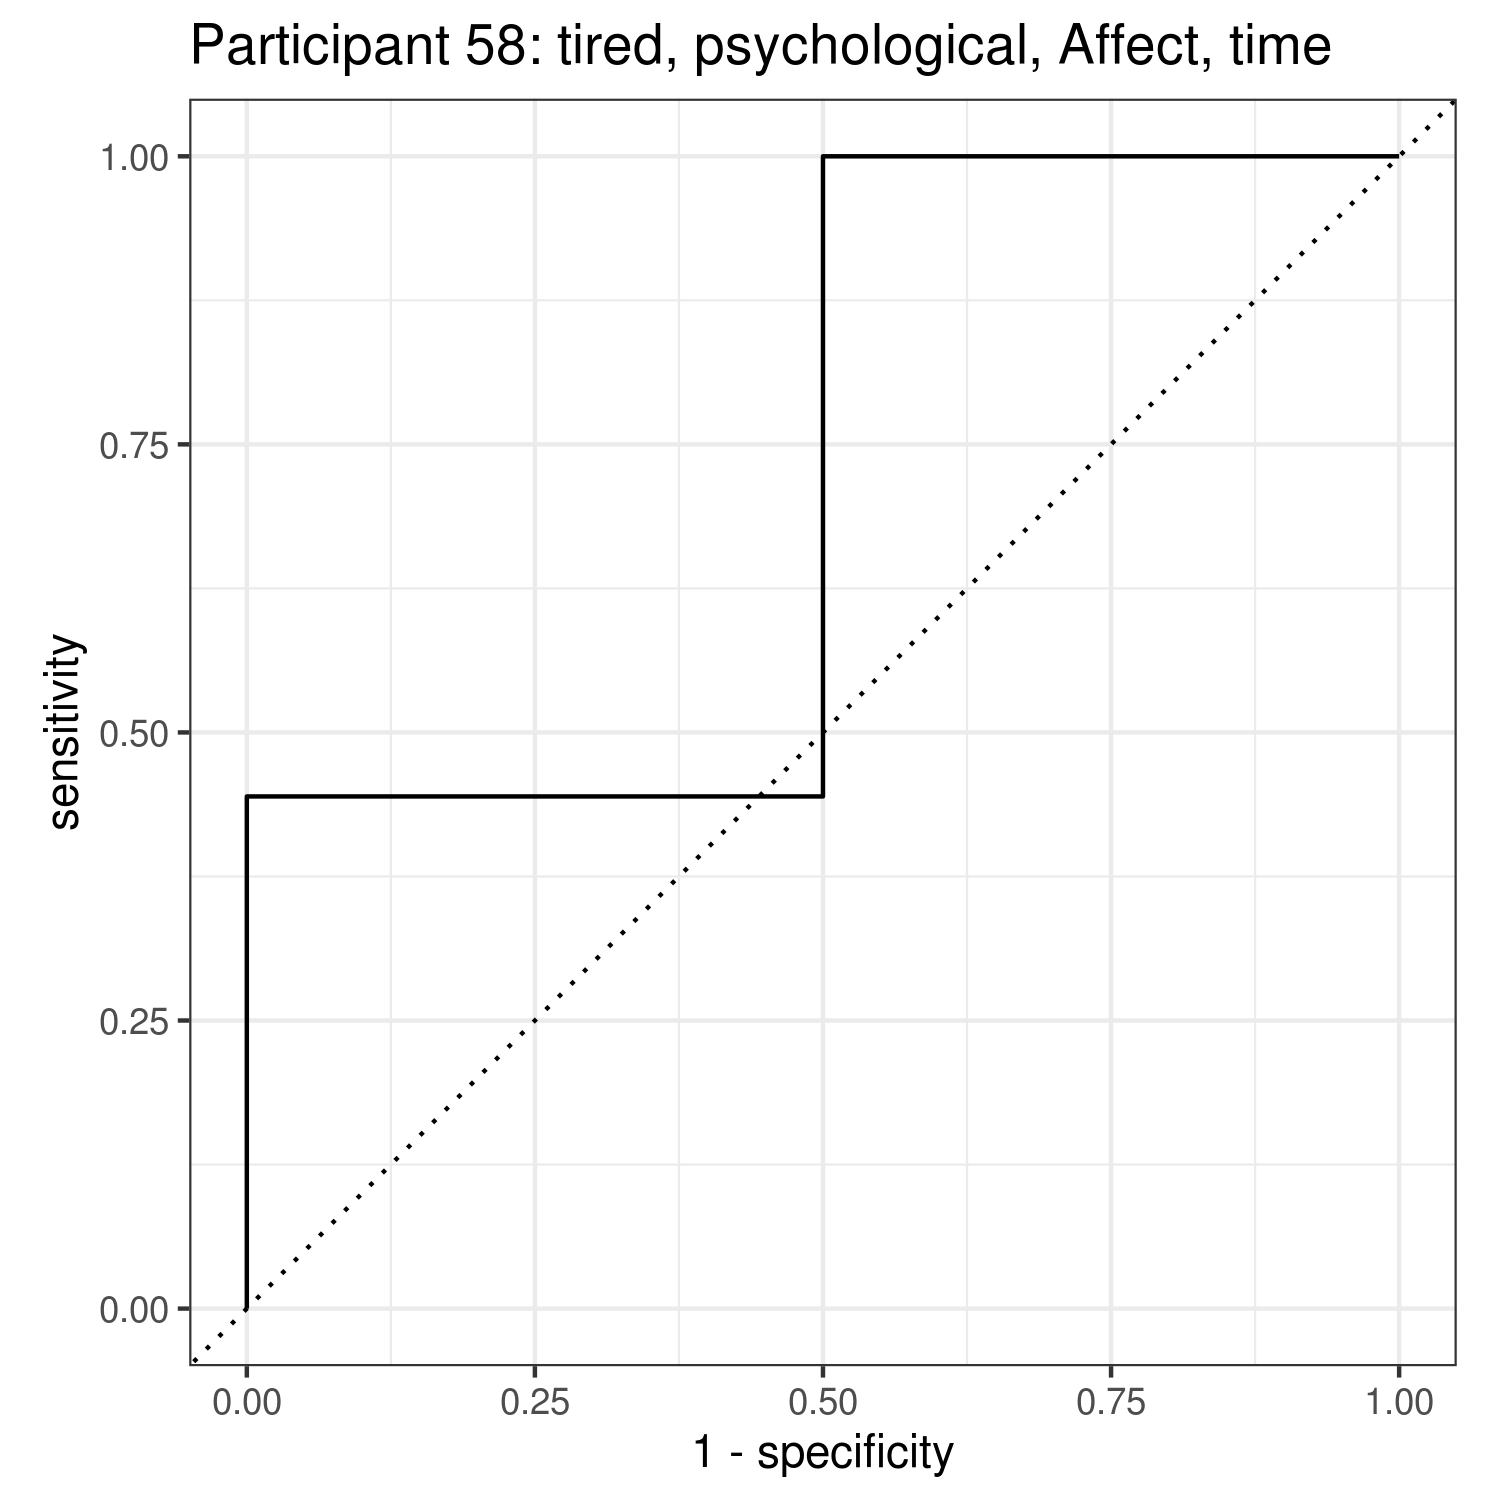 Participant 58: tired, psychological, Affect, time
1.00
0.75
0.50
0.25
0.00
sensitivity
0.00 0.25 0.50 0.75 1.00
1 - specificity